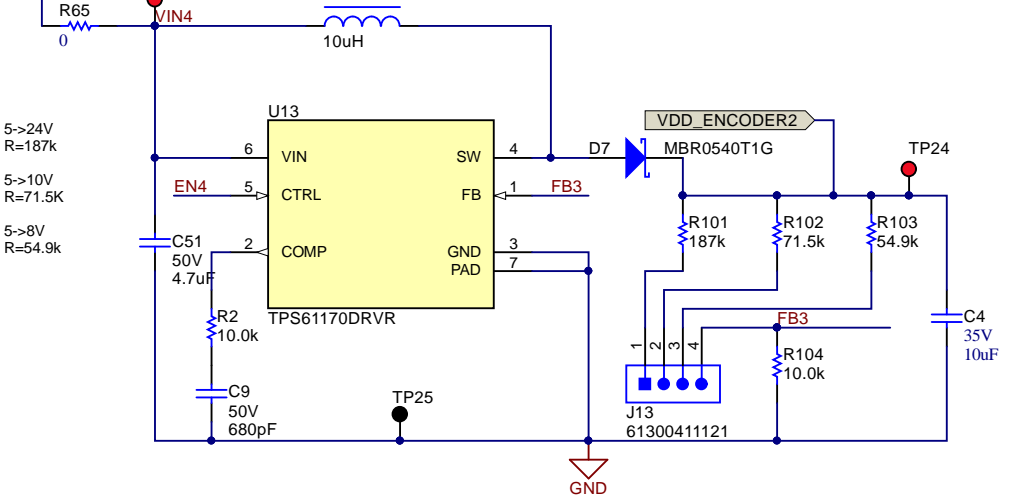 R65
0
VIN4
10uH
5->24V
R=187k
5->10V
R=71.5K
5->8V
R=54.9k
U13
6
VIN
SW
4
EN4
5
CTRL
FB
1
FB3
2
COMP
GND
3
PAD
7
TPS61170DRVR
C51
50V
4.7uF
R2
10.0k
C9
50V
680pF
TP25
GND
D7
MBR0540T1G
VDD_ENCODER2
TP24
R101
187k
R102
71.5k
R103
54.9k
1
2
3
4
FB3
R104
10.0k
J13
61300411121
C4
35V
10uF